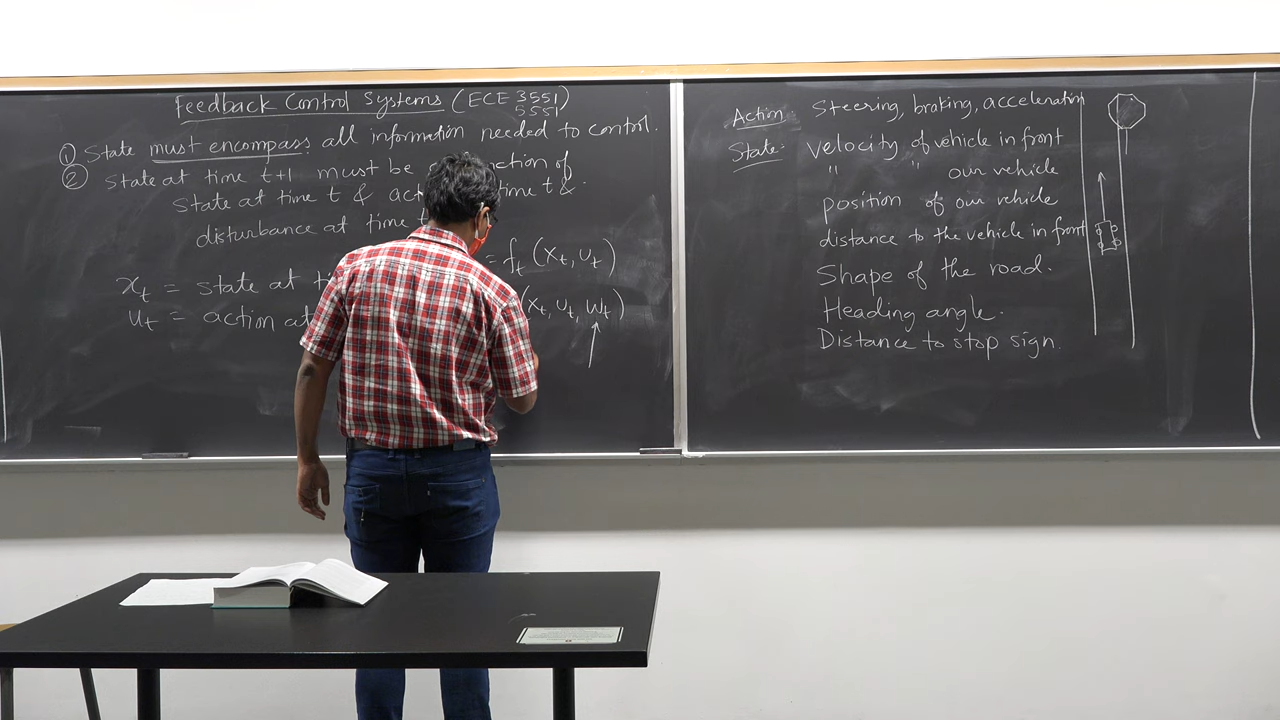 Feedback Control Systems (ECE 3551)
5551
① State must encompass all information needed to control.
② State at time t+1 must be a function of
state at time t & time t &
disturbance at time
x_t = state at
= f_t (x_t, u_t)
u_t = action at
(x_t, u_t, w_t)
Action: Steering, braking, acceleration
State: Velocity of vehicle in front
" " our vehicle
position of our vehicle
distance to the vehicle in front
Shape of the road.
Heading angle.
Distance to stop sign.